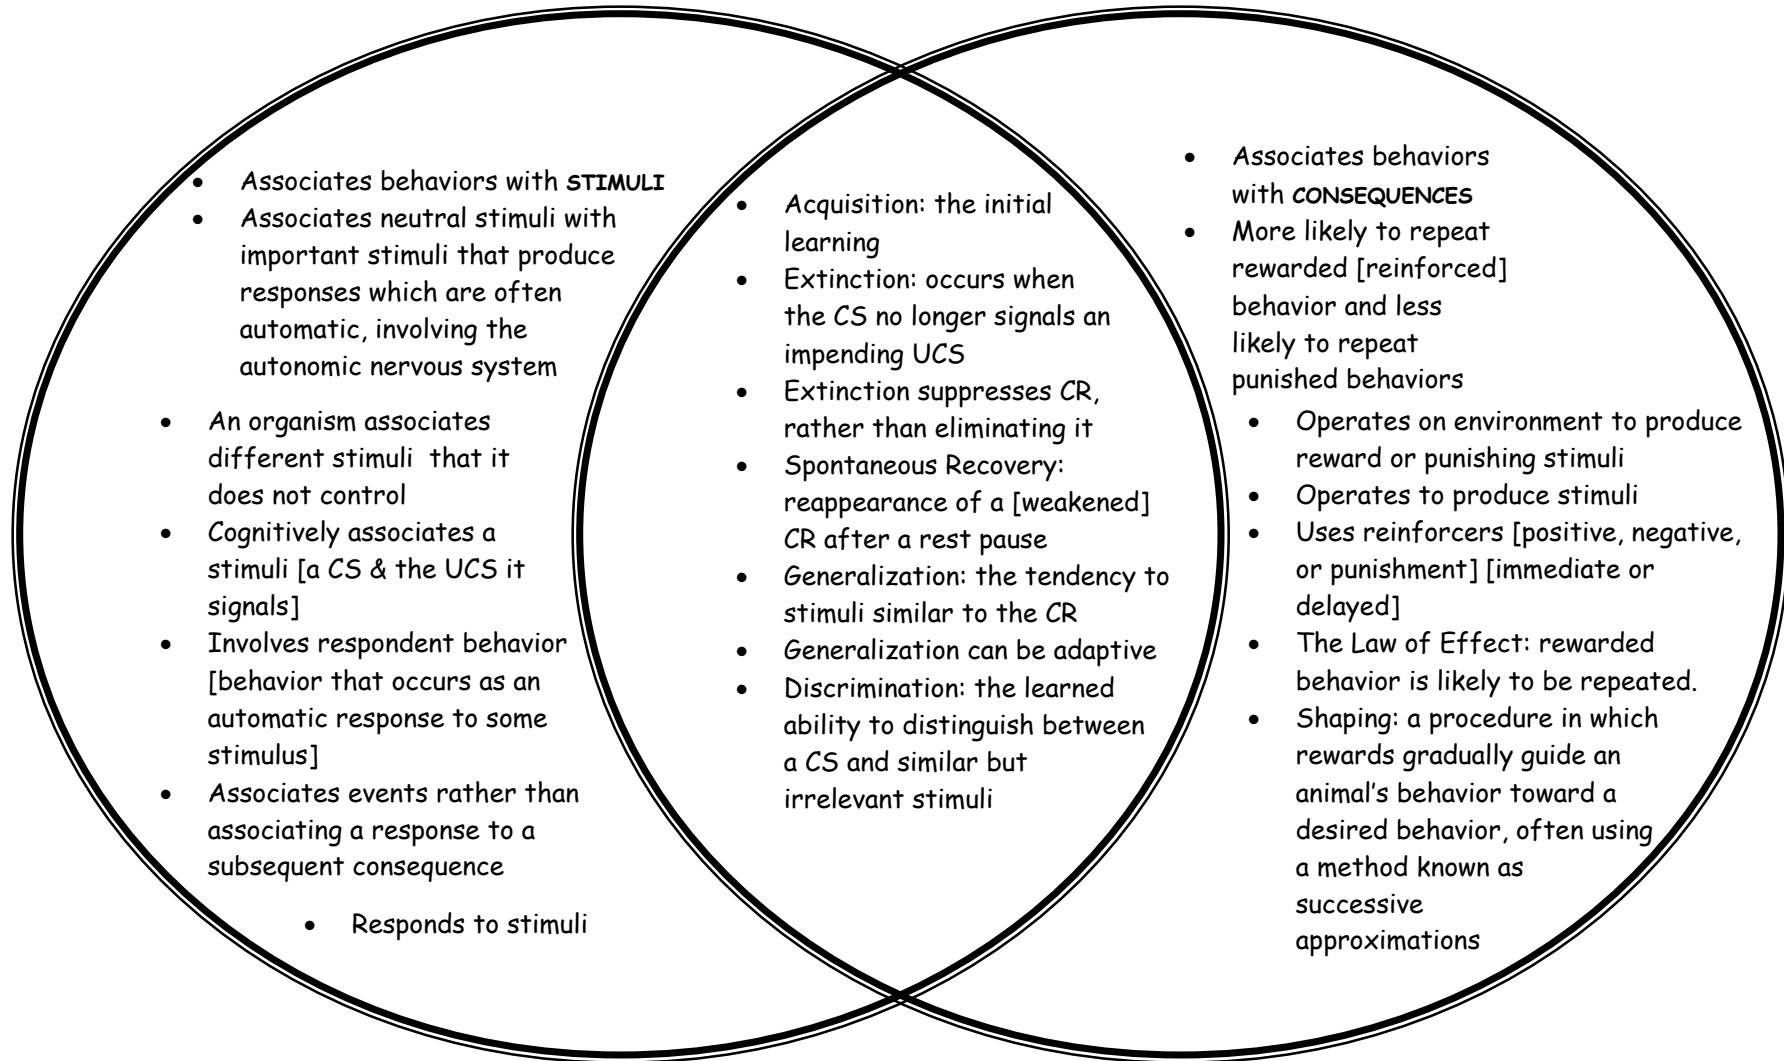 • Associates behaviors with STIMULI
• Associates neutral stimuli with
important stimuli that produce
responses which are often
automatic, involving the
autonomic nervous system
• An organism associates
different stimuli that it
does not control
• Cognitively associates a
stimuli [a CS & the UCS it
signals]
• Involves respondent behavior
[behavior that occurs as an
automatic response to some
stimulus]
• Associates events rather than
associating a response to a
subsequent consequence
• Responds to stimuli
• Acquisition: the initial
learning
• Extinction: occurs when
the CS no longer signals an
impending UCS
• Extinction suppresses CR,
rather than eliminating it
• Spontaneous Recovery:
reappearance of a [weakened]
CR after a rest pause
• Generalization: the tendency to
stimuli similar to the CR
• Generalization can be adaptive
• Discrimination: the learned
ability to distinguish between
a CS and similar but
irrelevant stimuli
• Associates behaviors
with CONSEQUENCES
• More likely to repeat
rewarded [reinforced]
behavior and less
likely to repeat
punished behaviors
• Operates on environment to produce
reward or punishing stimuli
• Operates to produce stimuli
• Uses reinforcers [positive, negative,
or punishment] [immediate or
delayed]
• The Law of Effect: rewarded
behavior is likely to be repeated.
• Shaping: a procedure in which
rewards gradually guide an
animal's behavior toward a
desired behavior, often using
a method known as
successive
approximations